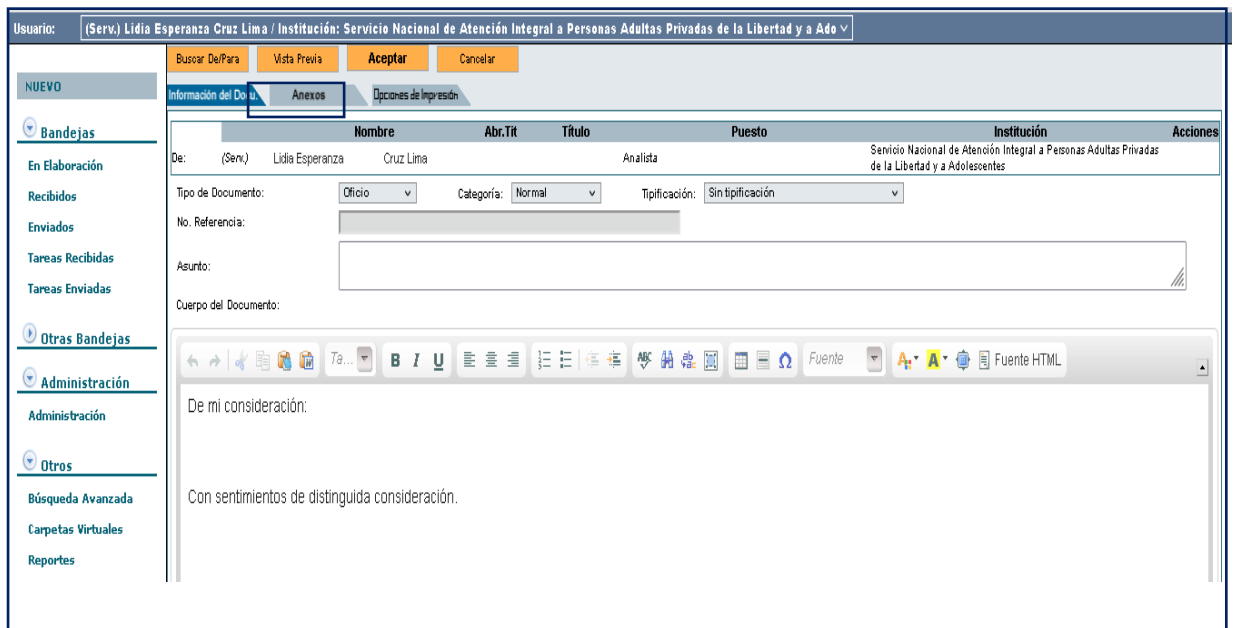 Usuario: (Serv.) Lidia Esperanza Cruz Lima / Institución: Servicio Nacional de Atención Integral a Personas Adultas Privadas de la Libertad y a Ado
Buscar De/Para Vista Previa Aceptar Cancelar
NUEVO
Información del Docu. Anexos Opciones de Impresión
Bandejas
En Elaboración
Recibidos
Enviados
Tareas Recibidas
Tareas Enviadas
Otras Bandejas
Administración
Administración
Otros
Búsqueda Avanzada
Carpetas Virtuales
Reportes
Nombre Abr.Tit Título Puesto Institución Acciones
De: (Serv.) Lidia Esperanza Cruz Lima Analista Servicio Nacional de Atención Integral a Personas Adultas Privadas
de la Libertad y a Adolescentes
Tipo de Documento: Oficio Categoría: Normal Tipificación: Sin tipificación
No. Referencia:
Asunto:
Cuerpo del Documento:
Ta... B I U ABC Ω Fuente A A Fuente HTML
De mi consideración:
Con sentimientos de distinguida consideración.